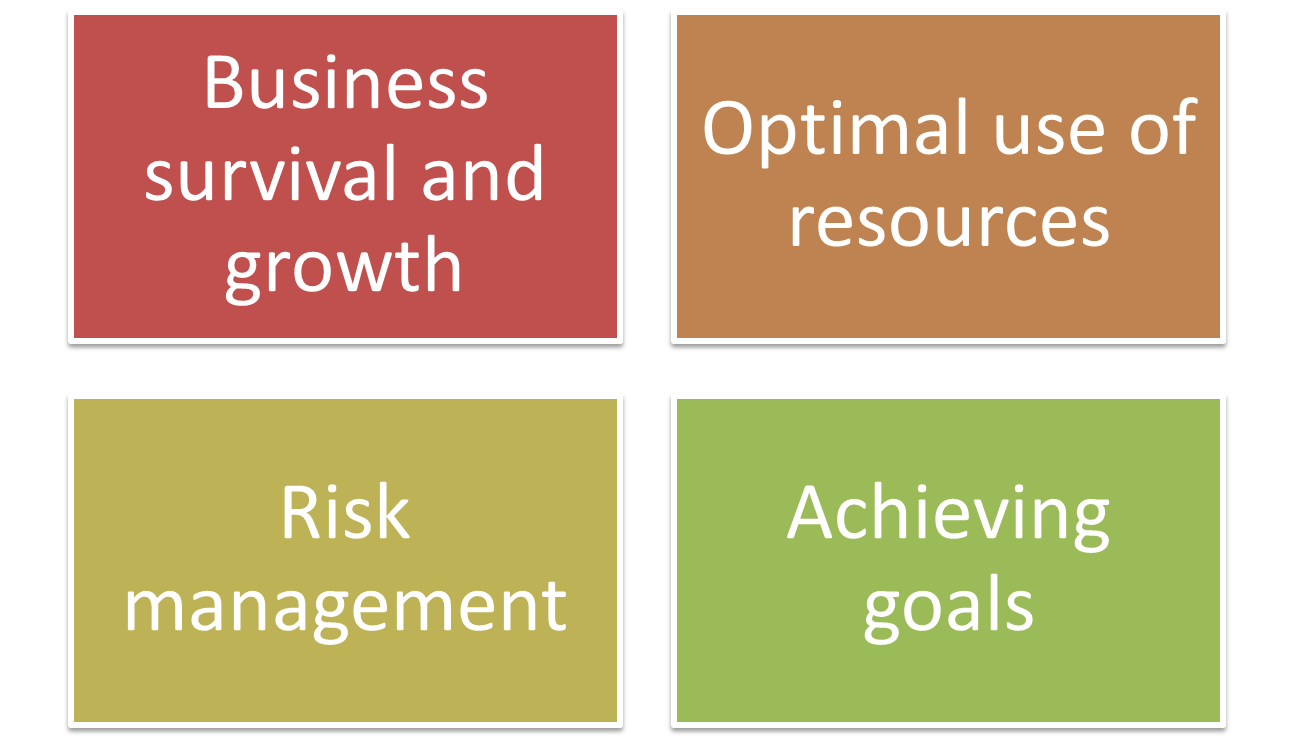 Business
survival and
growth
Optimal use of
resources
Risk
management
Achieving
goals